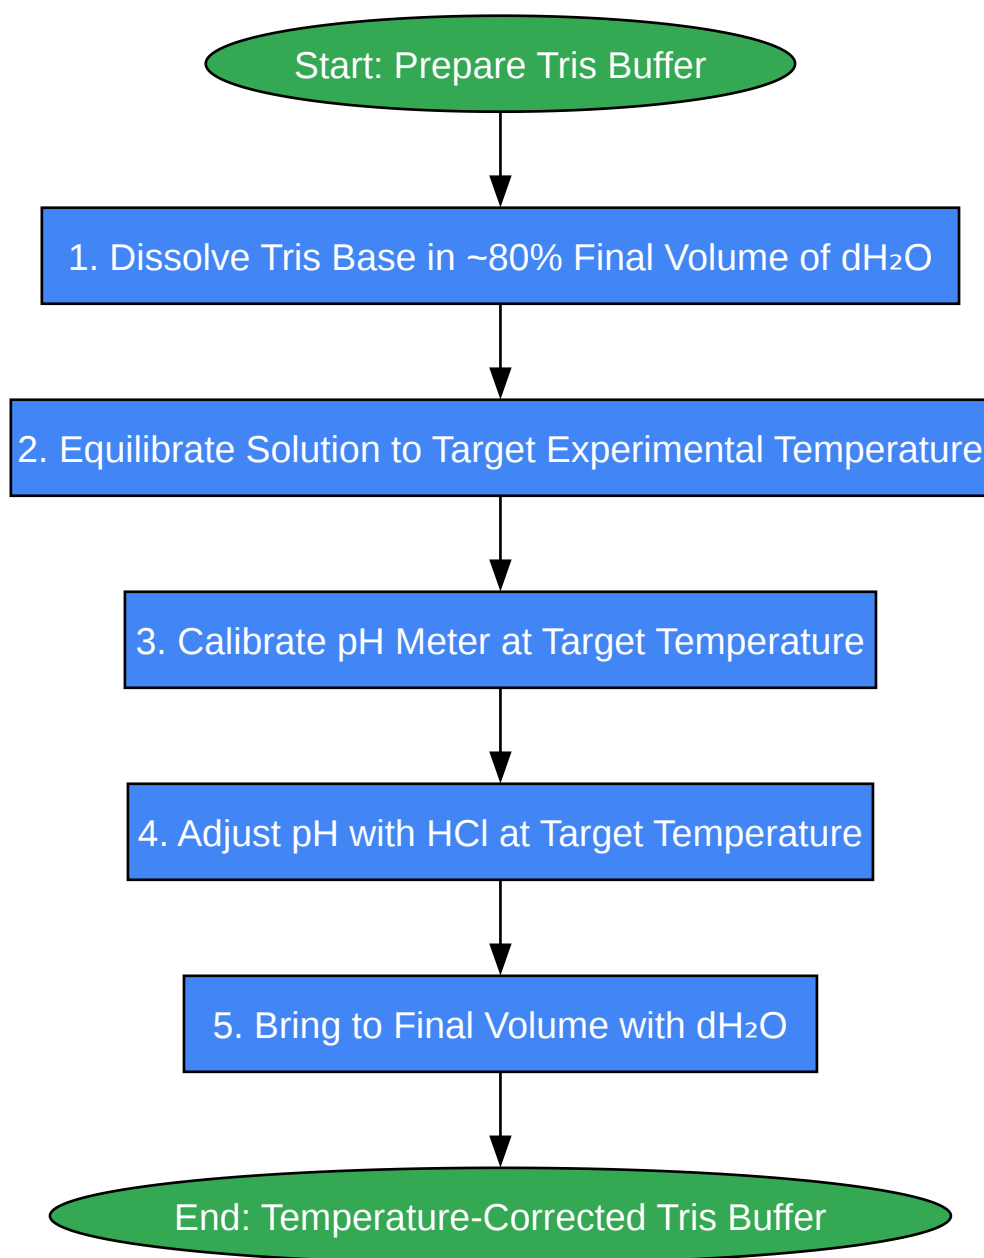 Start: Prepare Tris Buffer
1. Dissolve Tris Base in ~80% Final Volume of dH₂O
2. Equilibrate Solution to Target Experimental Temperature
3. Calibrate pH Meter at Target Temperature
4. Adjust pH with HCl at Target Temperature
5. Bring to Final Volume with dH₂O
End: Temperature-Corrected Tris Buffer